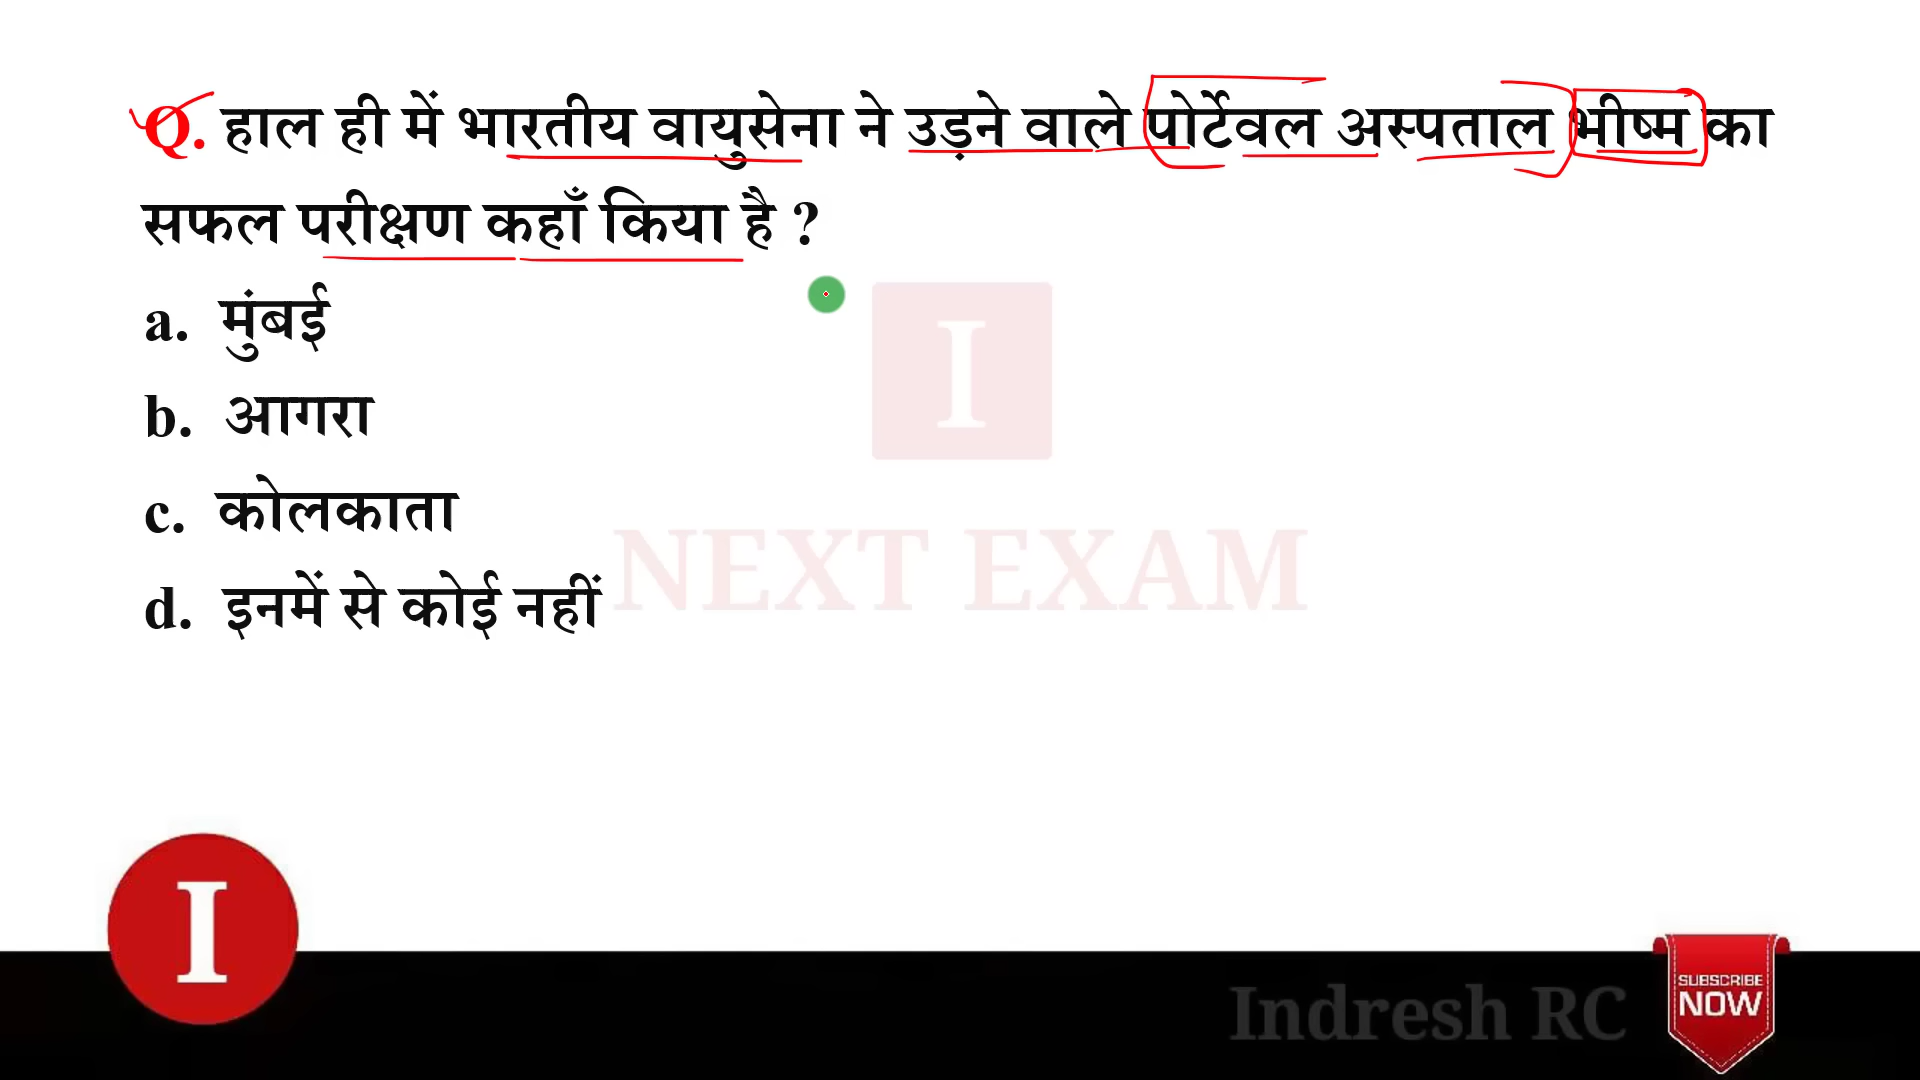 Q. हाल ही में भारतीय वायुसेना ने उड़ने वाले पोर्टेवल अस्पताल भीष्म का
सफल परीक्षण कहाँ किया है ?
a. मुंबई
b. आगरा
c. कोलकाता
d. इनमें से कोई नहीं
I
NEXT EXAM
I
Indresh RC
SUBSCRIBE
NOW